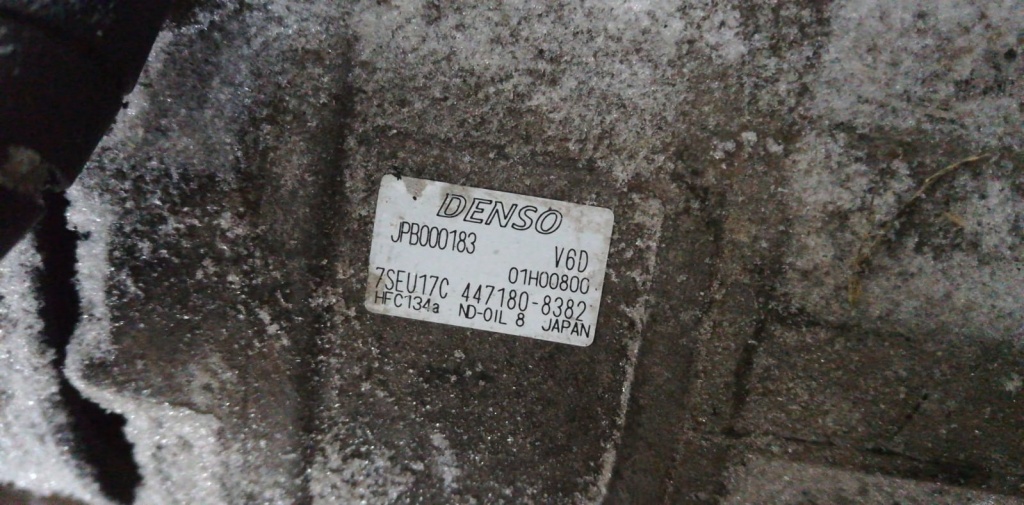 DENSO
JPB000183
V6D
01H00800
7SEU17C 447180-8382
HFC134a ND-OIL 8 JAPAN